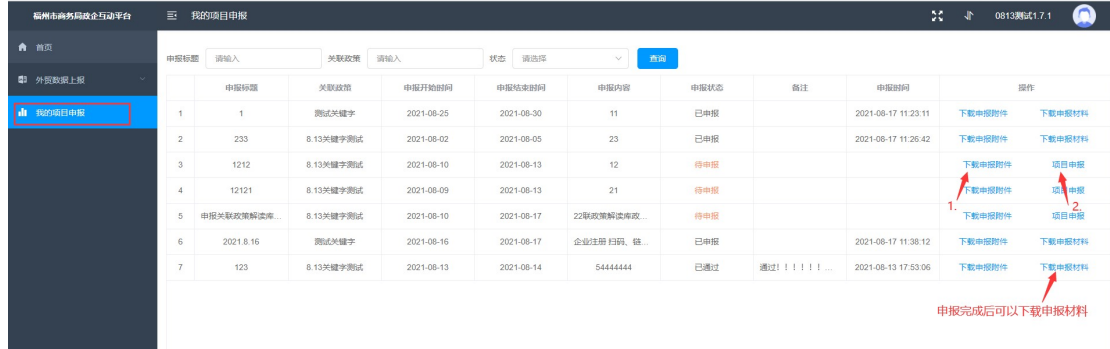 福州市商务局政企互动平台
我的项目申报
0813测试1.7.1
首页
外贸数据上报
我的项目申报
申报标题 请输入 关联政策 请输入 状态 请选择 查询
申报标题 关联政策 申报开始时间 申报结束时间 申报内容 申报状态 备注 申报时间 操作
1 1 测试关键字 2021-08-25 2021-08-30 11 已申报 2021-08-17 11:23:11 下载申报附件 下载申报材料
2 233 8.13关键字测试 2021-08-02 2021-08-05 23 已申报 2021-08-17 11:26:42 下载申报附件 下载申报材料
3 1212 8.13关键字测试 2021-08-10 2021-08-13 12 待申报 下载申报附件 项目申报
4 12121 8.13关键字测试 2021-08-09 2021-08-13 21 待申报 下载申报附件 项目申报
1. 2.
5 申报关联政策解读库... 8.13关键字测试 2021-08-10 2021-08-17 22联政策解读库政... 待申报 下载申报附件 项目申报
6 2021.8.16 测试关键字 2021-08-16 2021-08-17 企业注册 扫码、链... 已申报 2021-08-17 11:38:12 下载申报附件 下载申报材料
7 123 8.13关键字测试 2021-08-13 2021-08-14 54444444 已通过 通过！！！！！！... 2021-08-13 17:53:06 下载申报附件 下载申报材料
申报完成后可以下载申报材料